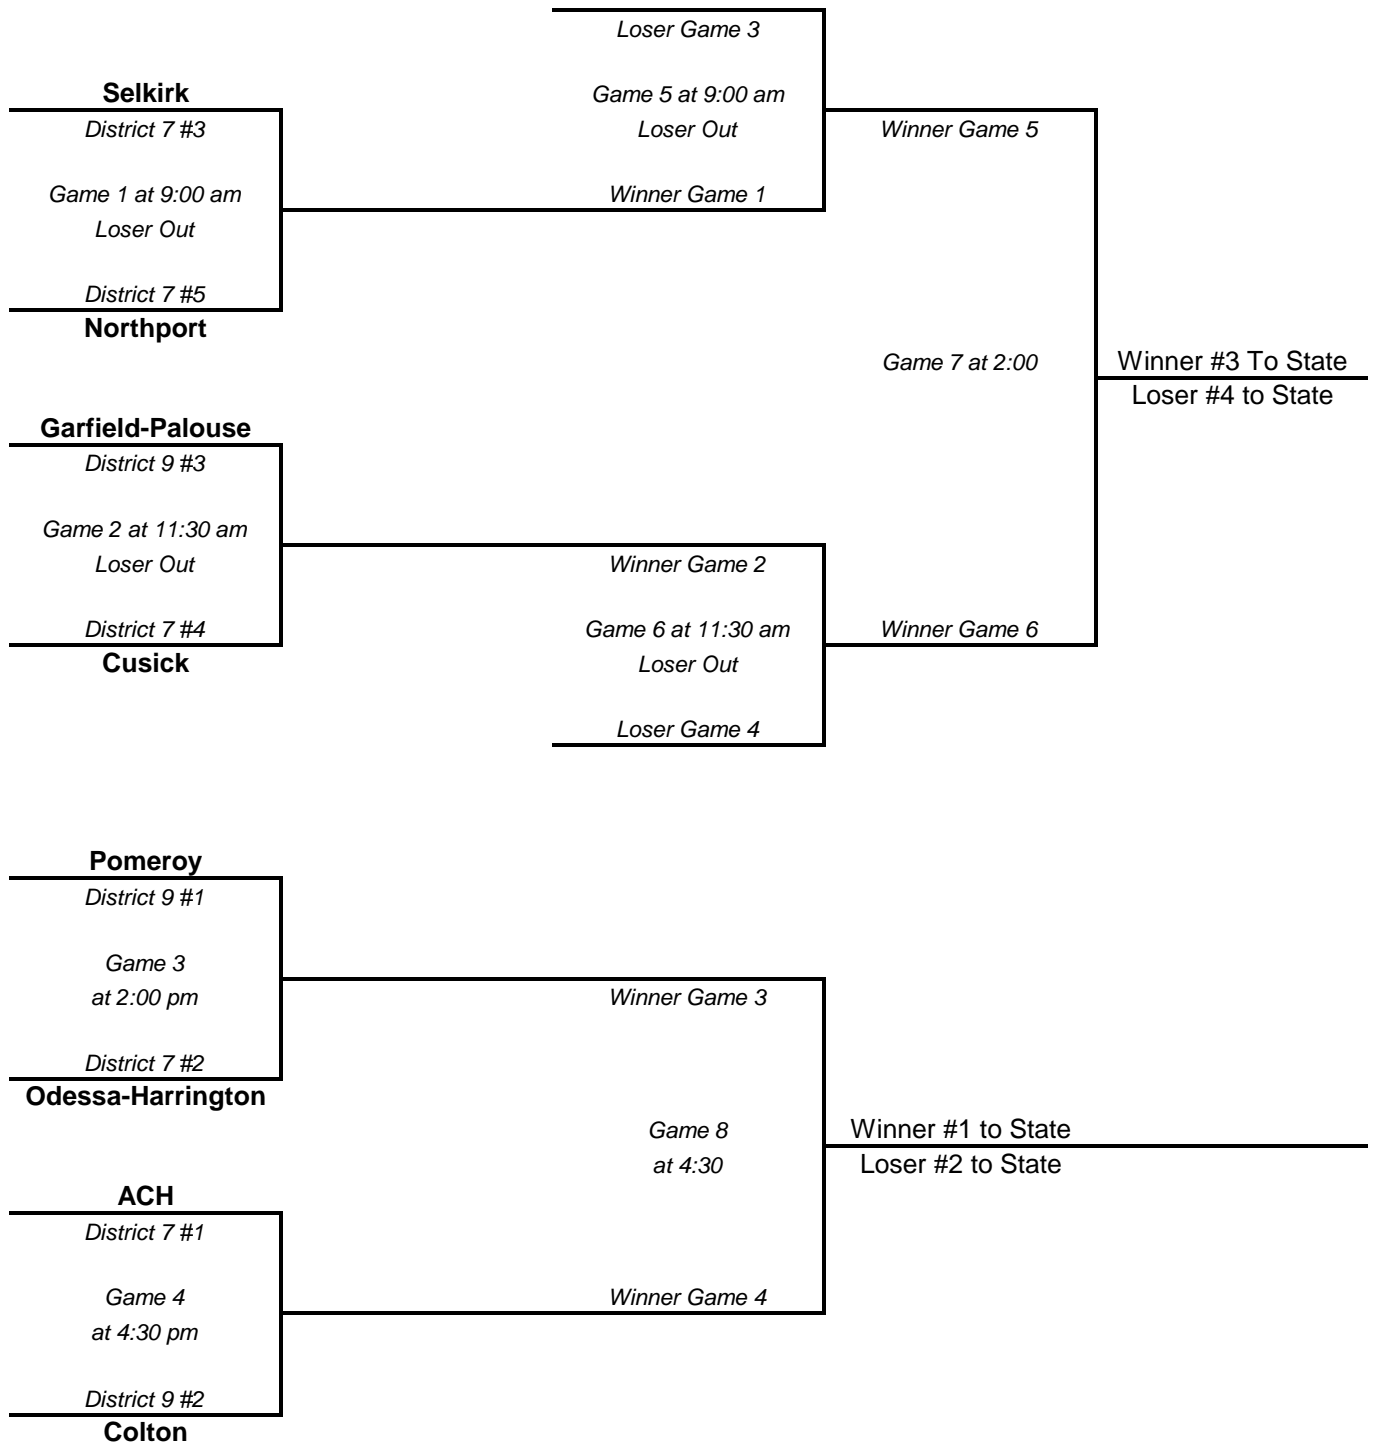 Loser Game 3
Selkirk
Game 5 at 9:00 am
District 7 #3
Loser Out
Winner Game 5
Game 1 at 9:00 am
Winner Game 1
Loser Out
District 7 #5
Northport
Game 7 at 2:00
Winner #3 To State
Loser #4 to State
Garfield-Palouse
District 9 #3
Game 2 at 11:30 am
Loser Out
Winner Game 2
District 7 #4
Game 6 at 11:30 am
Winner Game 6
Cusick
Loser Out
Loser Game 4
Pomeroy
District 9 #1
Game 3
at 2:00 pm
Winner Game 3
District 7 #2
Odessa-Harrington
Game 8
at 4:30
Winner #1 to State
Loser #2 to State
ACH
District 7 #1
Game 4
at 4:30 pm
Winner Game 4
District 9 #2
Colton